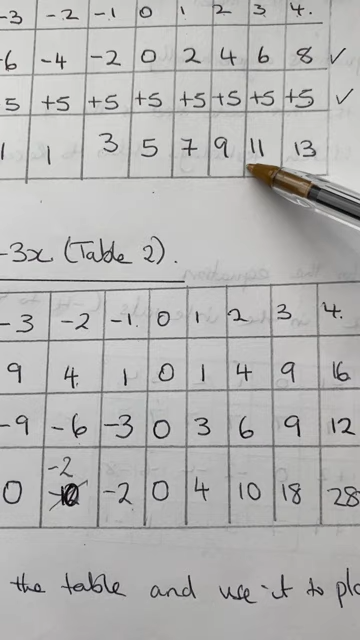 -3 -2 -1 0 1 2 3 4.
-6 -4 -2 0 2 4 6 8 ✓
5 +5 +5 +5 +5 +5 +5 +5 ✓
1 1 3 5 7 9 11 13
-3x (Table 2).
-3 -2 -1 0 1 2 3 4.
9 4 1 0 1 4 9 16
-9 -6 -3 0 3 6 9 12
0 -2 -2 0 4 10 18 28
the table and use it to plo